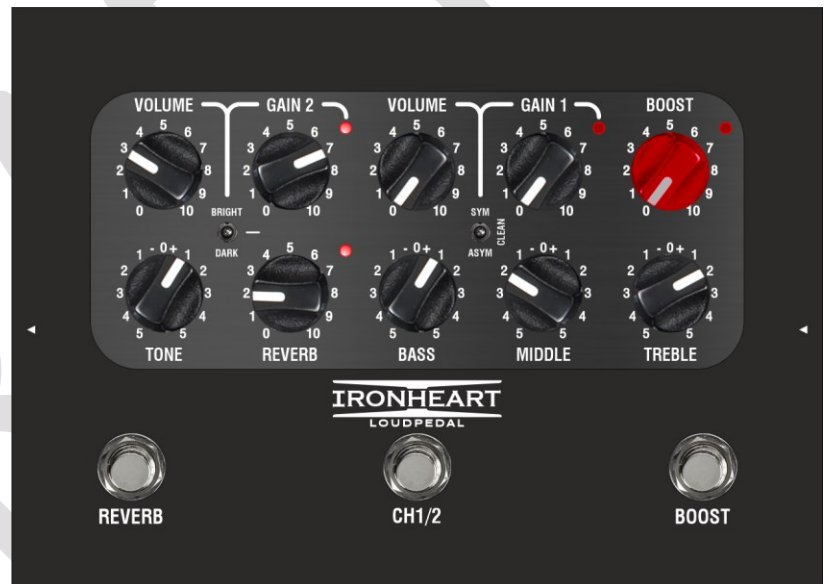 VOLUME GAIN 2 VOLUME GAIN 1 BOOST
0 1 2 3 4 5 6 7 8 9 10
0 1 2 3 4 5 6 7 8 9 10
0 1 2 3 4 5 6 7 8 9 10
0 1 2 3 4 5 6 7 8 9 10
0 1 2 3 4 5 6 7 8 9 10
BRIGHT
DARK
SYM
ASYM
CLEAN
5 4 3 2 1 - 0 + 1 2 3 4 5
0 1 2 3 4 5 6 7 8 9 10
5 4 3 2 1 - 0 + 1 2 3 4 5
5 4 3 2 1 - 0 + 1 2 3 4 5
5 4 3 2 1 - 0 + 1 2 3 4 5
TONE REVERB BASS MIDDLE TREBLE
IRONHEART
LOUDPEDAL
REVERB CH1/2 BOOST